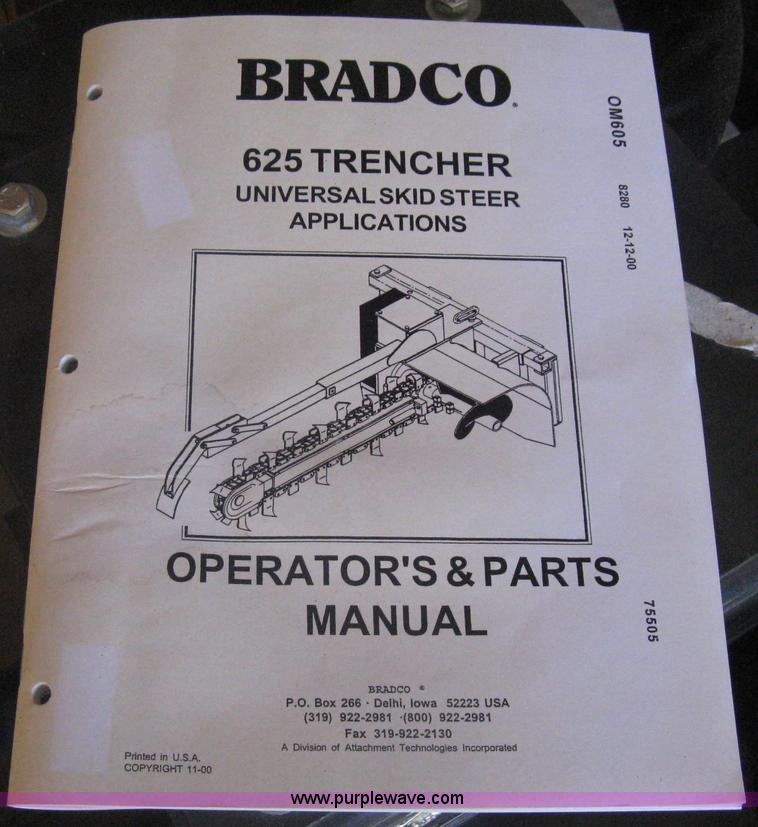 BRADCO.
625 TRENCHER
UNIVERSAL SKID STEER
APPLICATIONS
OM605 8280 12-12-00
OPERATOR'S & PARTS
MANUAL
75505
BRADCO ®
P.O. Box 266 · Delhi, Iowa 52223 USA
(319) 922-2981 ·(800) 922-2981
Fax 319-922-2130
A Division of Attachment Technologies Incorporated
Printed in U.S.A.
COPYRIGHT 11-00
www.purplewave.com